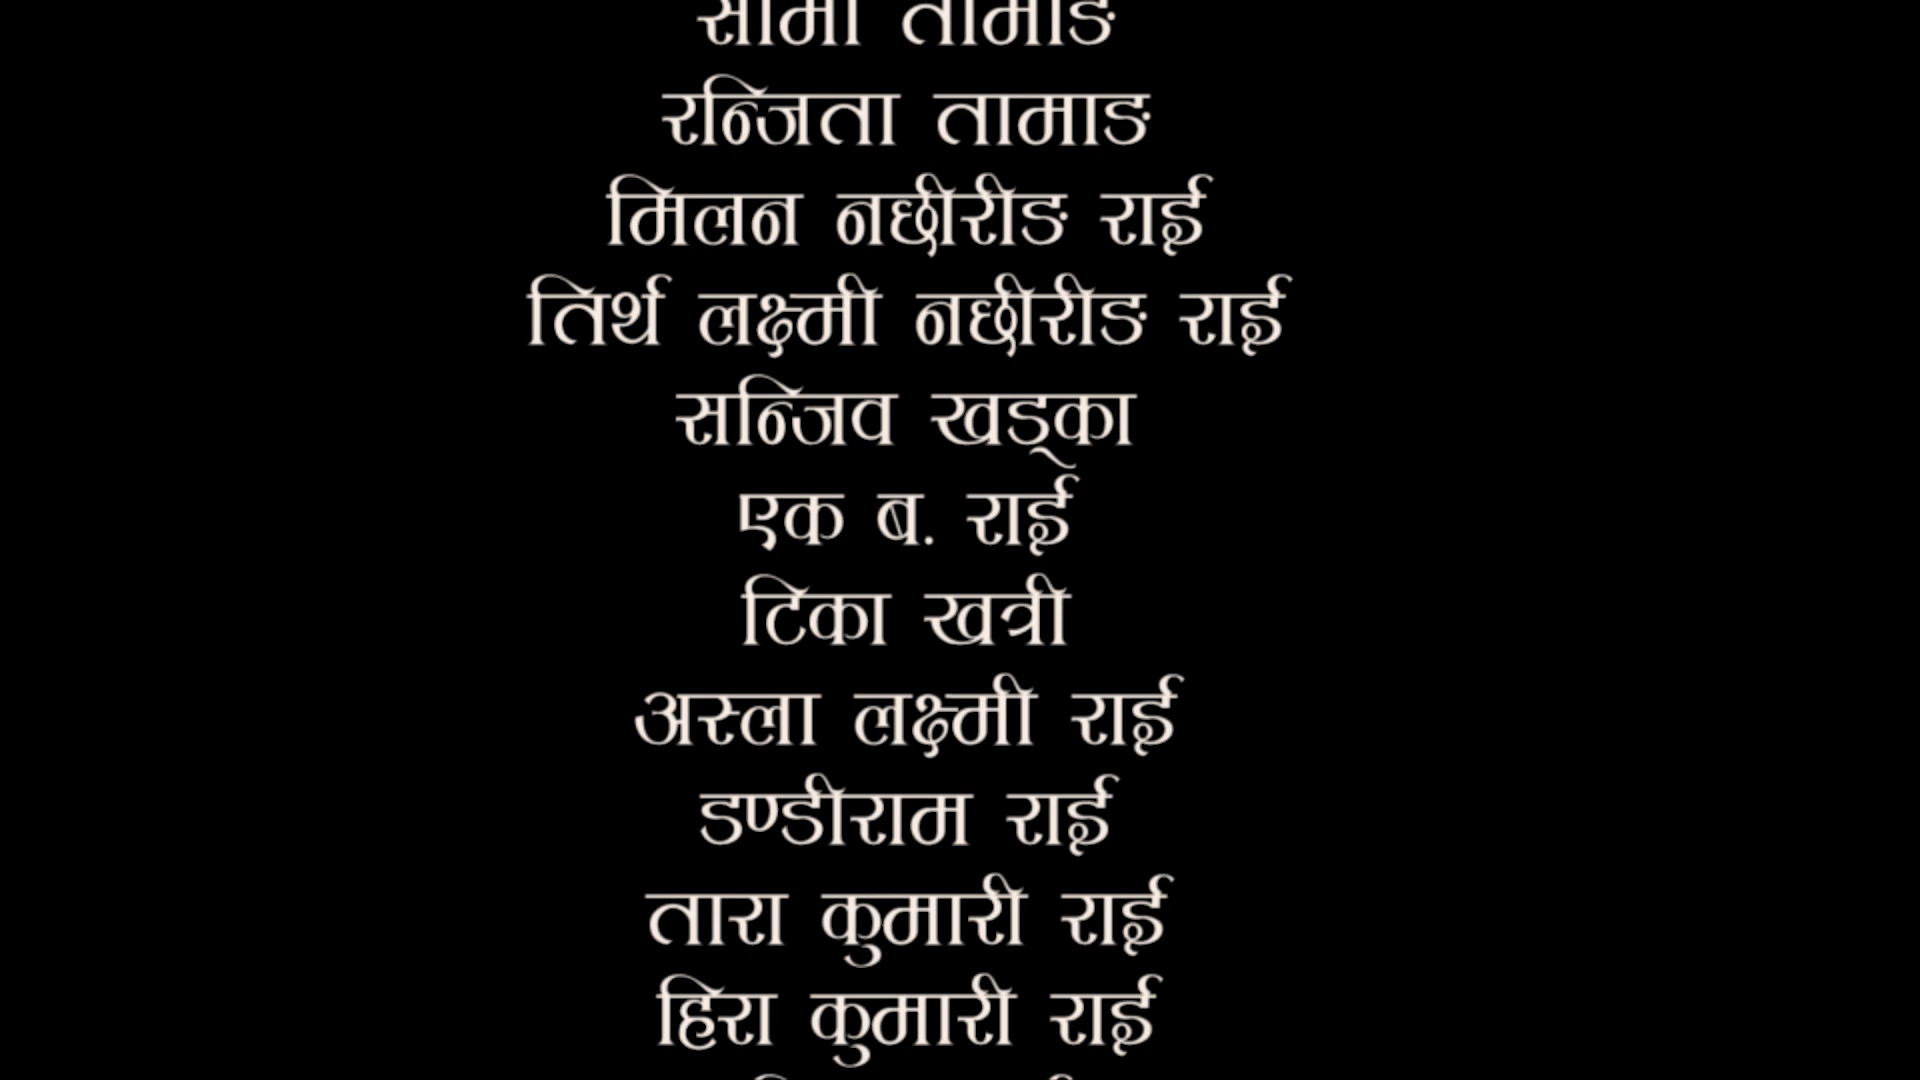 तामाङ
रन्जिता तामाङ
मिलन नछीरीङ राई
तिर्थ लक्ष्मी नछीरीङ राई
सन्जिव खड्का
एक ब. राई
टिका खत्री
अस्ला लक्ष्मी राई
डण्डीराम राई
तारा कुमारी राई
हिरा कुमारी राई